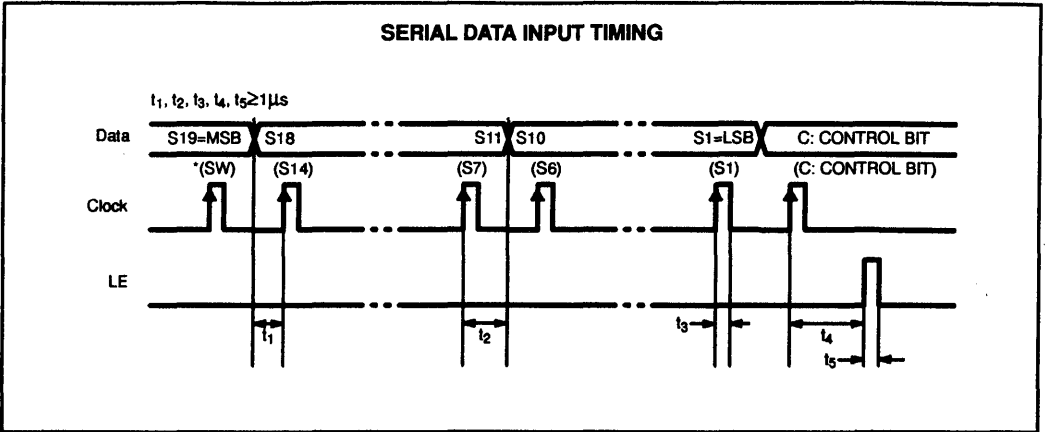 SERIAL DATA INPUT TIMING
t1, t2, t3, t4, t5≥1µs
Data S19=MSB S18 S11 S10 S1=LSB C: CONTROL BIT
*(SW) (S14) (S7) (S6) (S1) (C: CONTROL BIT)
Clock
LE
t1 t2 t3 t4
t5